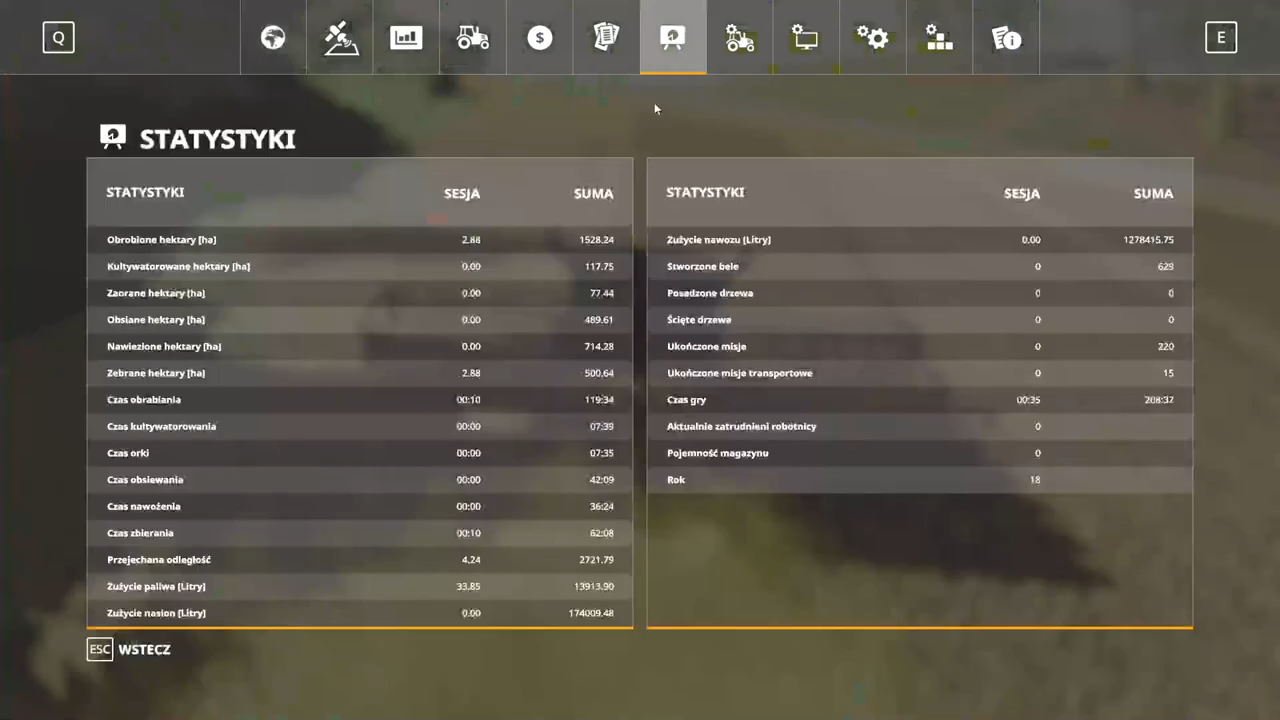 Q
$
E
STATYSTYKI
STATYSTYKI SESJA SUMA
Obrobione hektary [ha] 2.88 1528.24
Kultywatorowane hektary [ha] 0.00 117.75
Zaorane hektary [ha] 0.00 77.44
Obsiane hektary [ha] 0.00 489.61
Nawiezione hektary [ha] 0.00 714.28
Zebrane hektary [ha] 2.88 500.64
Czas obrabiania 00:10 119:34
Czas kultywatorowania 00:00 07:39
Czas orki 00:00 07:35
Czas obsiewania 00:00 42:09
Czas nawożenia 00:00 36:24
Czas zbierania 00:10 62:08
Przejechana odległość 4.24 2721.79
Zużycie paliwa [Litry] 33.85 13913.90
Zużycie nasion [Litry] 0.00 174009.48
STATYSTYKI SESJA SUMA
Zużycie nawozu [Litry] 0.00 1278415.75
Stworzone bele 0 629
Posadzone drzewa 0 0
Ścięte drzewa 0 0
Ukończone misje 0 220
Ukończone misje transportowe 0 15
Czas gry 00:35 208:37
Aktualnie zatrudnieni robotnicy 0
Pojemność magazynu 0
Rok 18
ESC WSTECZ